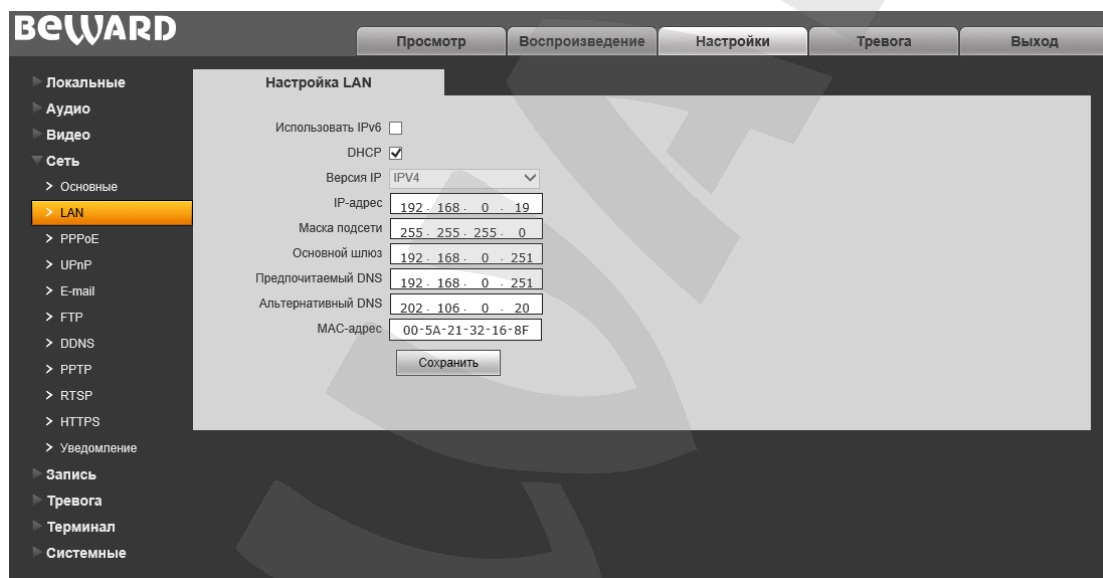 BEWARD
Просмотр Воспроизведение Настройки Тревога Выход
Локальные
Аудио
Видео
Сеть
> Основные
> LAN
> PPPoE
> UPnP
> E-mail
> FTP
> DDNS
> PPTP
> RTSP
> HTTPS
> Уведомление
Запись
Тревога
Терминал
Системные
Настройка LAN
Использовать IPv6
DHCP
Версия IP IPV4
IP-адрес 192 . 168 . 0 . 19
Маска подсети 255 . 255 . 255 . 0
Основной шлюз 192 . 168 . 0 . 251
Предпочитаемый DNS 192 . 168 . 0 . 251
Альтернативный DNS 202 . 106 . 0 . 20
MAC-адрес 00-5A-21-32-16-8F
Сохранить